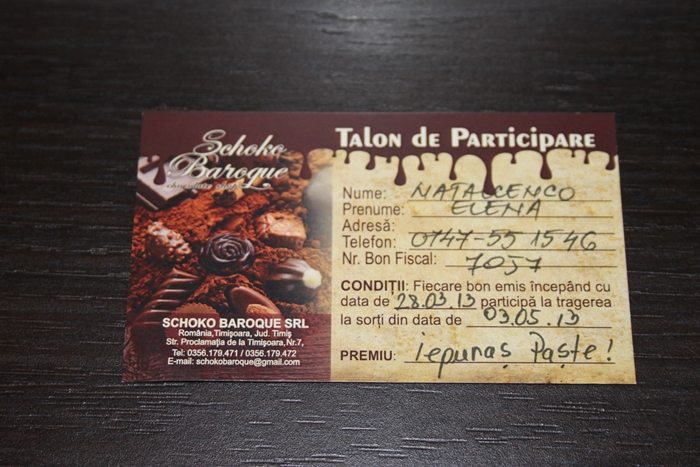 Schoko
Baroque
TALON DE PARTICIPARE
Nume: NATALCENCO
Prenume: ELENA
Adresă:
Telefon: 0747-55 15 46
Nr. Bon Fiscal: 7057
CONDIȚII: Fiecare bon emis începând cu
data de 28.03.13 participă la tragerea
la sorți din data de 03.05.13
PREMIU: Iepunaș Paște!
SCHOKO BAROQUE SRL
România,Timișoara, Jud. Timiș
Str. Proclamația de la Timișoara,Nr.7,
Tel: 0356.179.471 / 0356.179.472
E-mail: schokobaroque@gmail.com